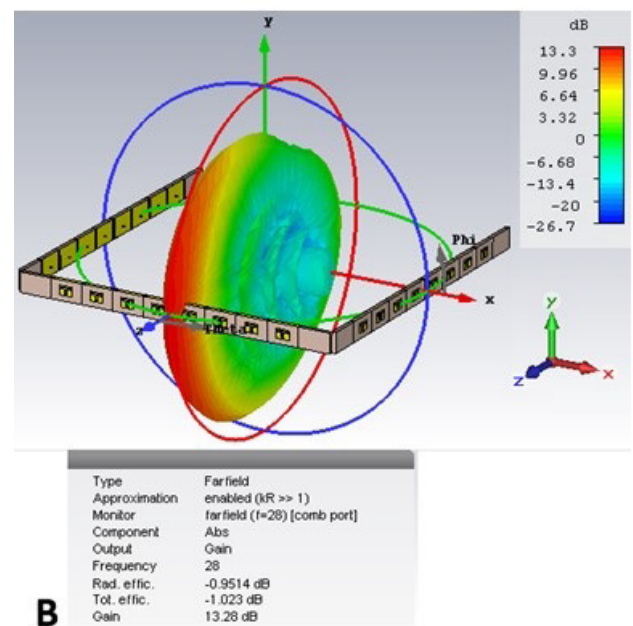 y
dB
13.3
9.96
6.64
3.32
0
-6.68
-13.4
-20
-26.7
Phi
x
z
Theta
y
z
x
Type Farfield
Approximation enabled (kR >> 1)
Monitor farfield (f=28) [comb port]
Component Abs
Output Gain
Frequency 28
Rad. effic. -0.9514 dB
Tot. effic. -1.023 dB
Gain 13.28 dB
B